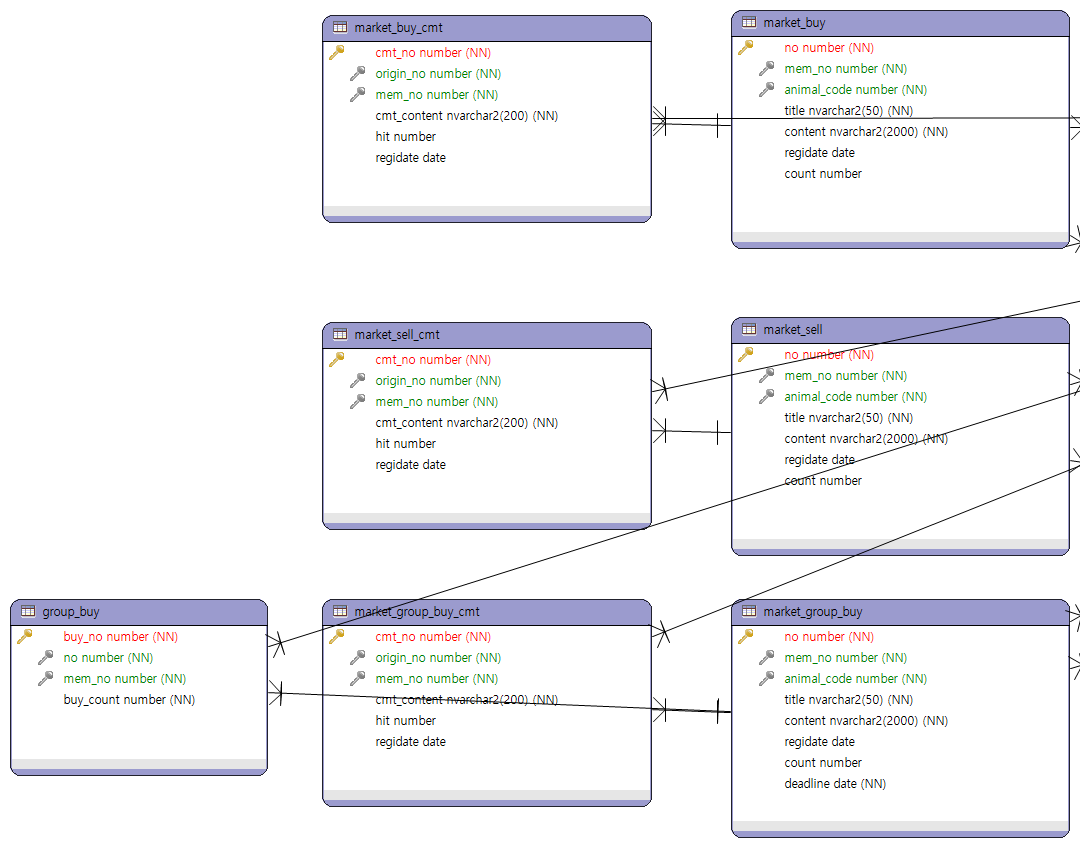 market_buy_cmt
cmt_no number (NN)
origin_no number (NN)
mem_no number (NN)
cmt_content nvarchar2(200) (NN)
hit number
regidate date
market_buy
no number (NN)
mem_no number (NN)
animal_code number (NN)
title nvarchar2(50) (NN)
content nvarchar2(2000) (NN)
regidate date
count number
market_sell_cmt
cmt_no number (NN)
origin_no number (NN)
mem_no number (NN)
cmt_content nvarchar2(200) (NN)
hit number
regidate date
market_sell
no number (NN)
mem_no number (NN)
animal_code number (NN)
title nvarchar2(50) (NN)
content nvarchar2(2000) (NN)
regidate date
count number
group_buy
buy_no number (NN)
no number (NN)
mem_no number (NN)
buy_count number (NN)
market_group_buy_cmt
cmt_no number (NN)
origin_no number (NN)
mem_no number (NN)
cmt_content nvarchar2(200) (NN)
hit number
regidate date
market_group_buy
no number (NN)
mem_no number (NN)
animal_code number (NN)
title nvarchar2(50) (NN)
content nvarchar2(2000) (NN)
regidate date
count number
deadline date (NN)